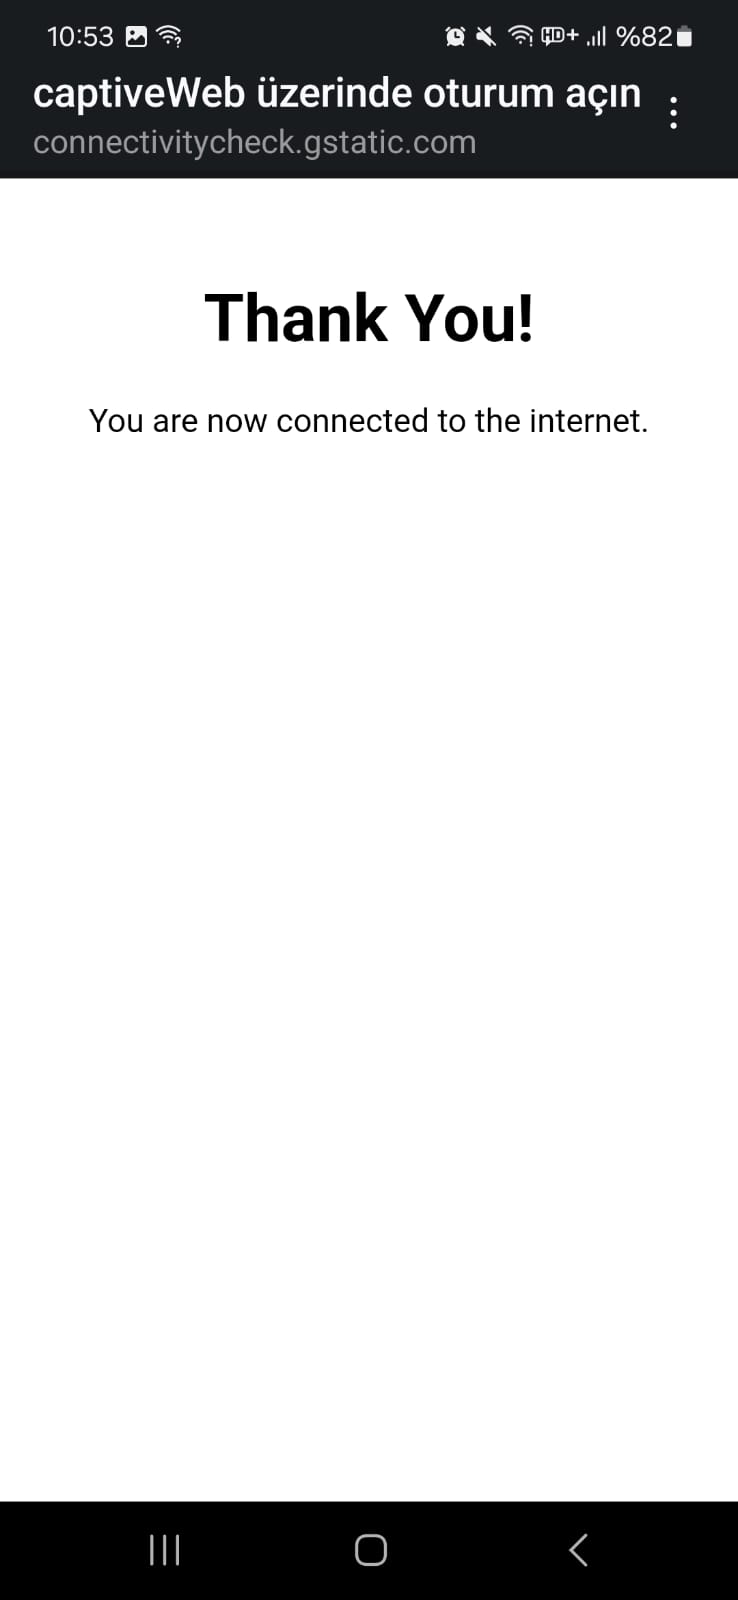 10:53 HD+ %82
captiveWeb üzerinde oturum açın
connectivitycheck.gstatic.com
Thank You!
You are now connected to the internet.